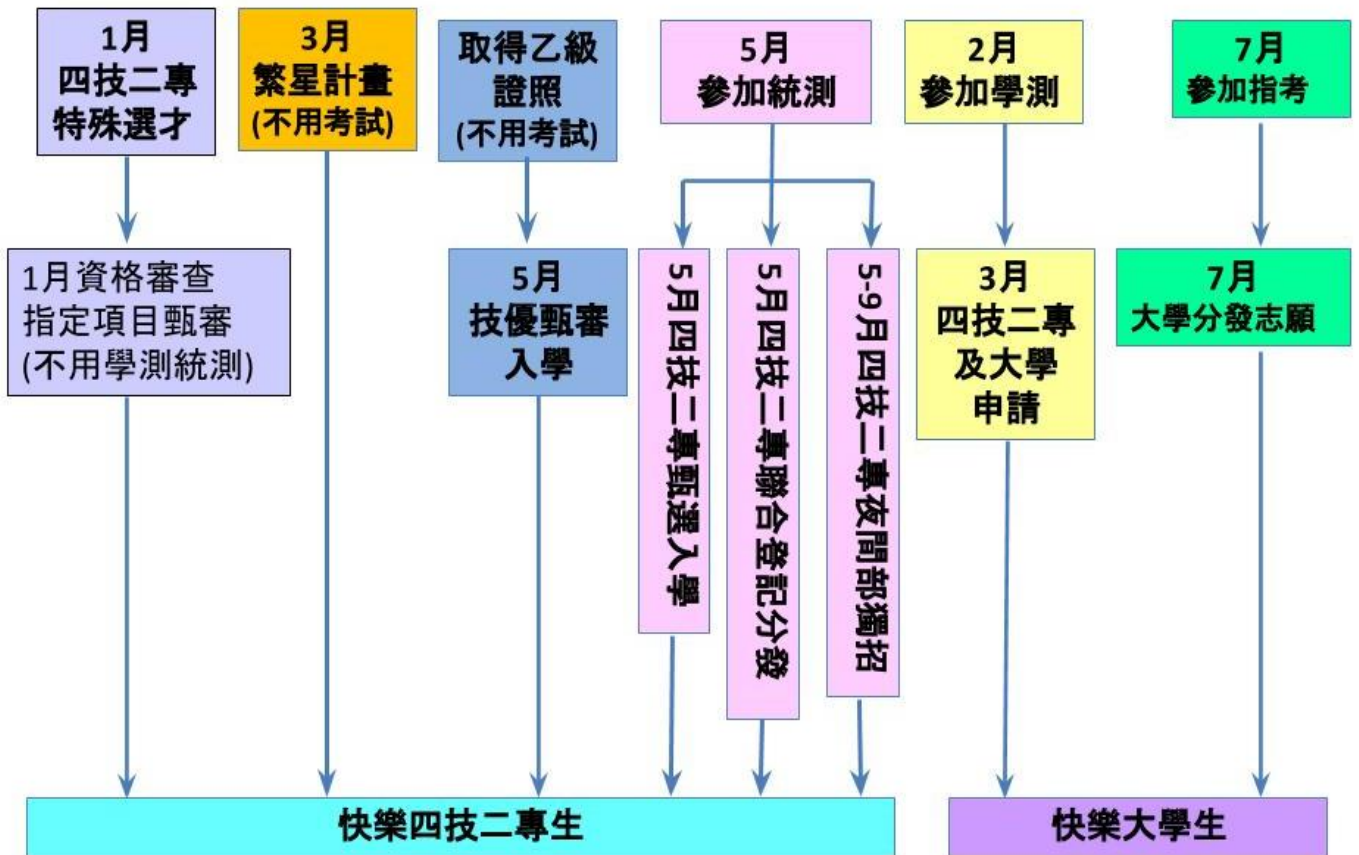 1月
四技二專
特殊選才
3月
繁星計畫
(不用考試)
取得乙級
證照
(不用考試)
5月
參加統測
2月
參加學測
7月
參加指考
1月資格審查
指定項目甄審
(不用學測統測)
5月
技優甄審
入學
5月四技二專甄選入學
5月四技二專聯合登記分發
5-9月四技二專夜間部獨招
3月
四技二專
及大學
申請
7月
大學分發志願
快樂四技二專生
快樂大學生